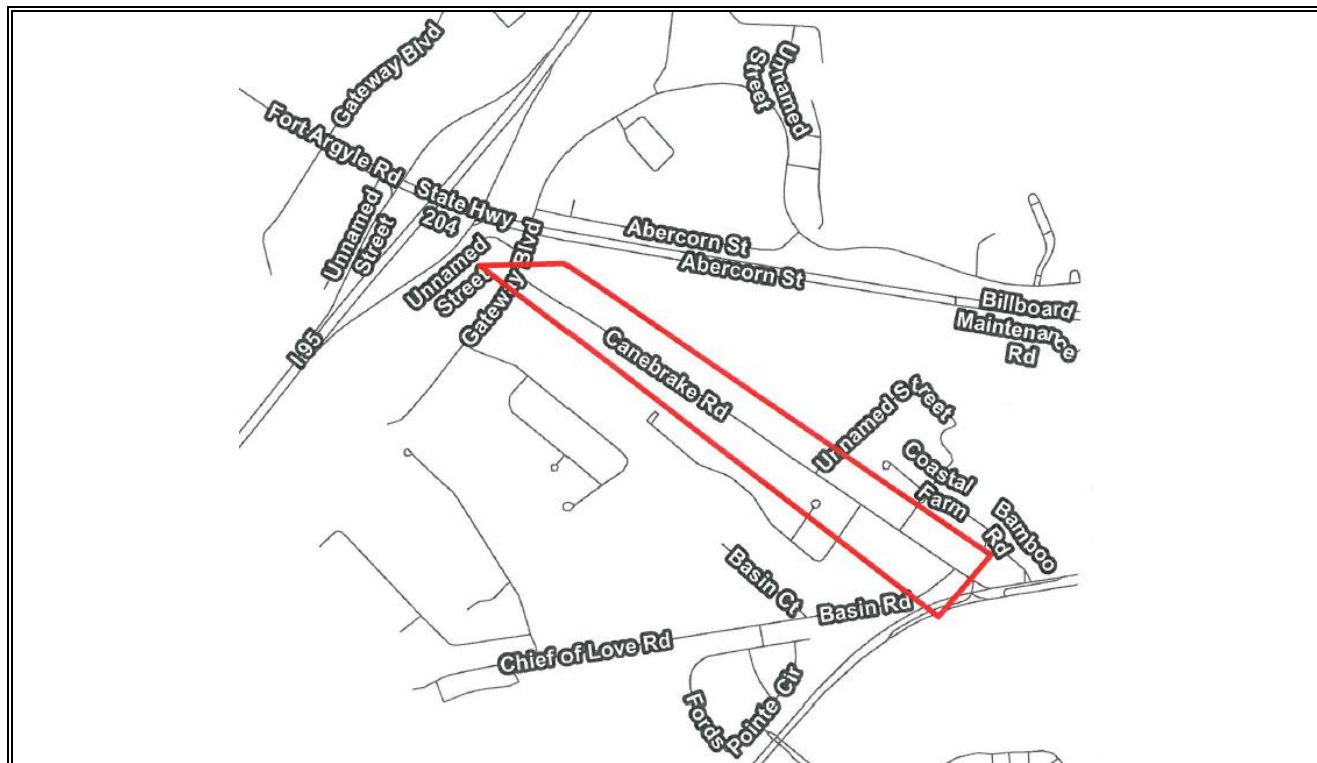 Gateway Blvd
Unnamed
Street
Fort Argyle Rd
State Hwy
204
Unnamed
Street
Abercorn St
Abercorn St
Unnamed
Street
Gateway Blvd
Billboard
Maintenance
Rd
I 95
Canebrake Rd
Unnamed Street
Coastal
Farm
Rd
Bamboo
Basin Ct
Basin Rd
Chief of Love Rd
Fords
Pointe Cir